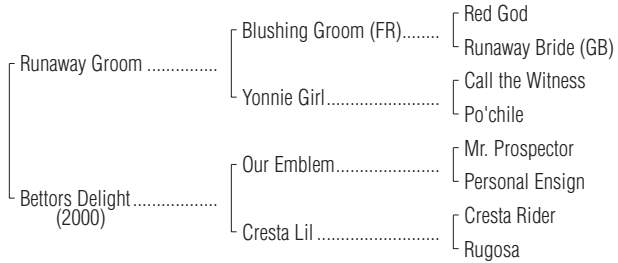 Red God
Blushing Groom (FR)........
Runaway Bride (GB)
Runaway Groom ...............
Call the Witness
Yonnie Girl........................
Po'chile
Mr. Prospector
Our Emblem......................
Personal Ensign
Bettors Delight..................
(2000)
Cresta Rider
Cresta Lil ..........................
Rugosa